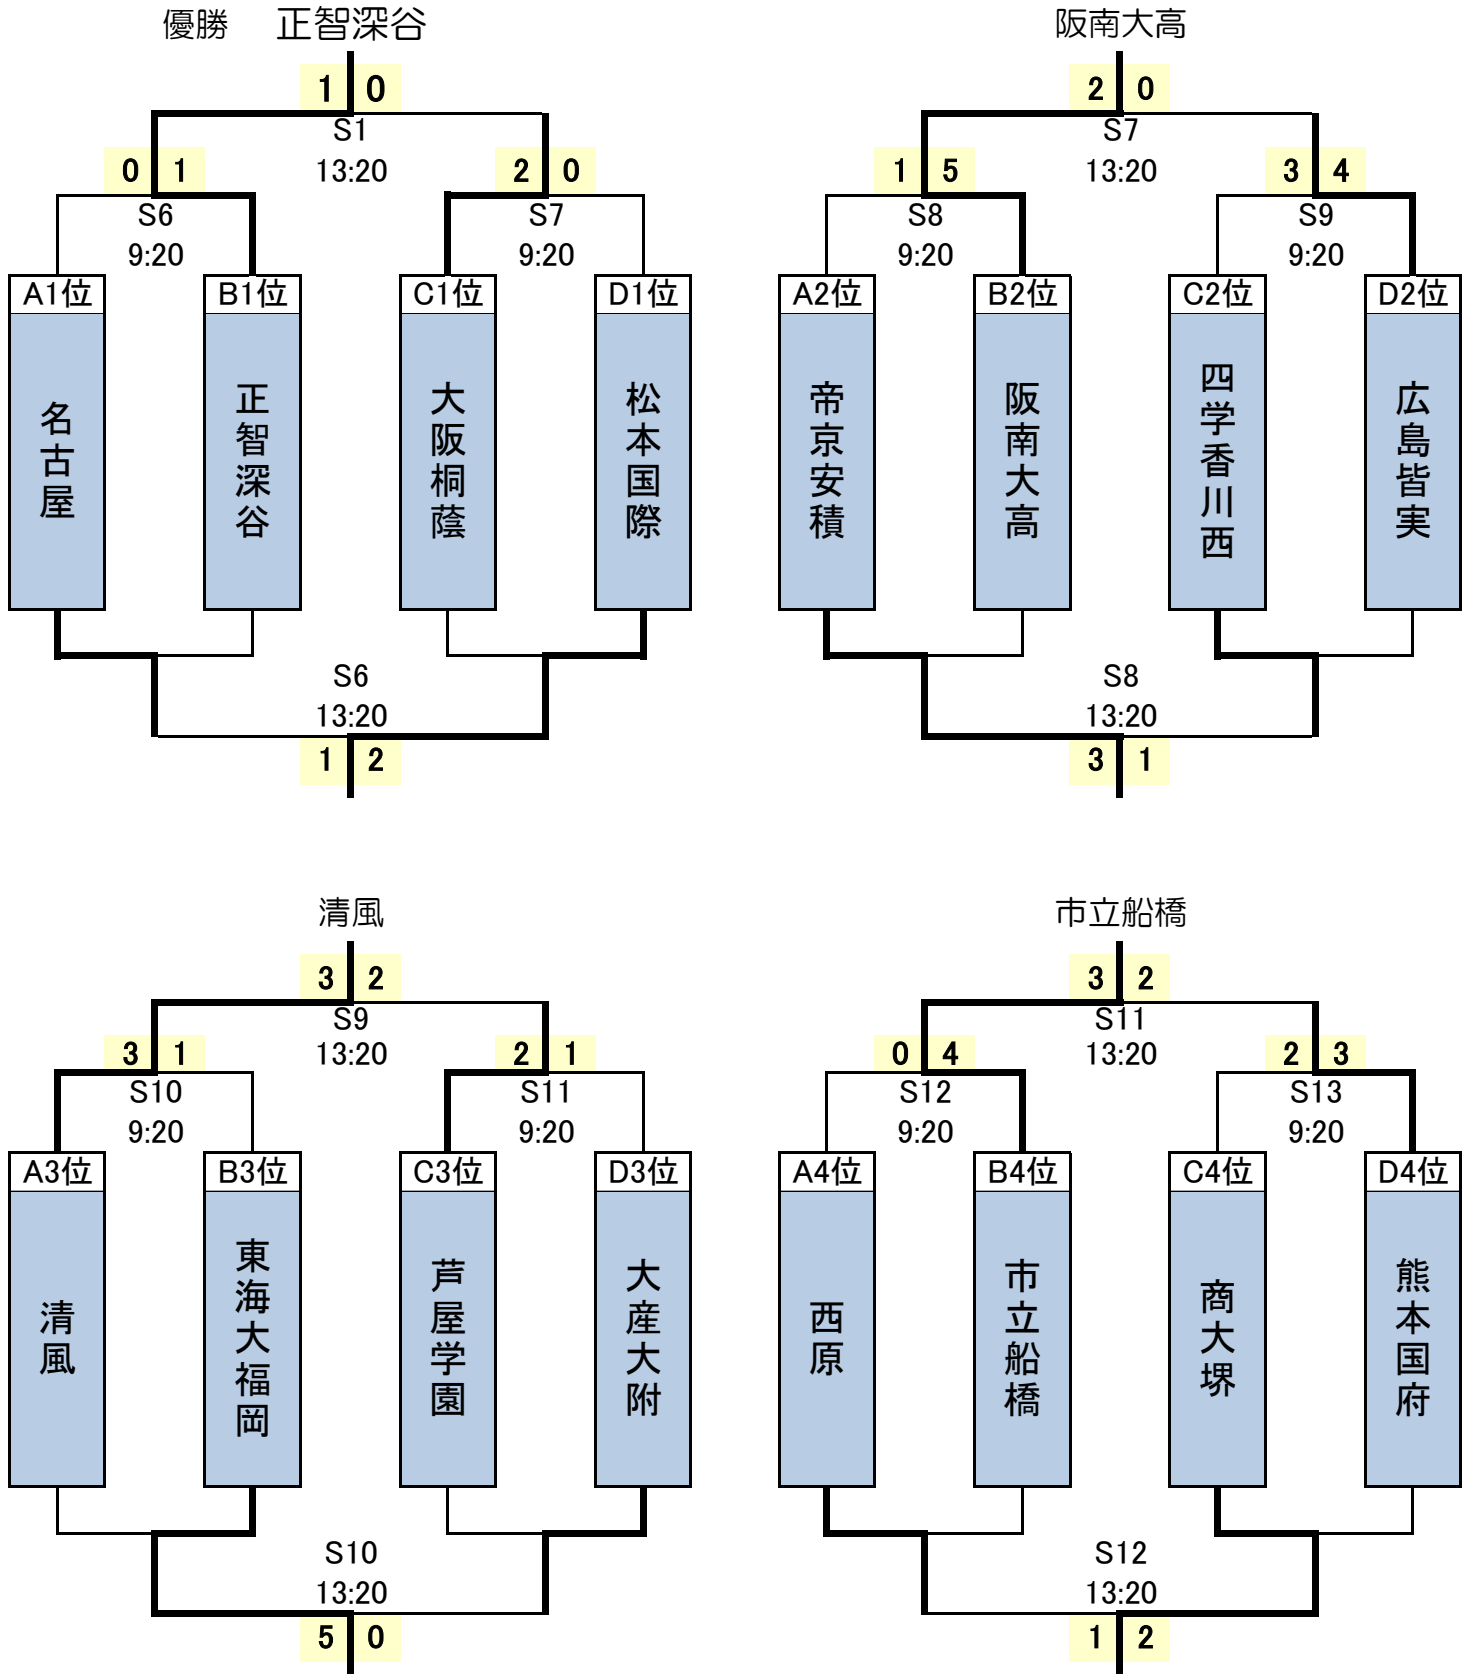 優勝 正智深谷
1 0
S1
13:20
0 1
S6
9:20
2 0
S7
9:20
A1位
名古屋
B1位
正智深谷
C1位
大阪桐蔭
D1位
松本国際
S6
13:20
1 2
阪南大高
2 0
S7
13:20
1 5
S8
9:20
3 4
S9
9:20
A2位
帝京安積
B2位
阪南大高
C2位
四学香川西
D2位
広島皆実
S8
13:20
3 1
清風
3 2
S9
13:20
3 1
S10
9:20
2 1
S11
9:20
A3位
清風
B3位
東海大福岡
C3位
芦屋学園
D3位
大産大附
S10
13:20
5 0
市立船橋
3 2
S11
13:20
0 4
S12
9:20
2 3
S13
9:20
A4位
西原
B4位
市立船橋
C4位
商大堺
D4位
熊本国府
S12
13:20
1 2